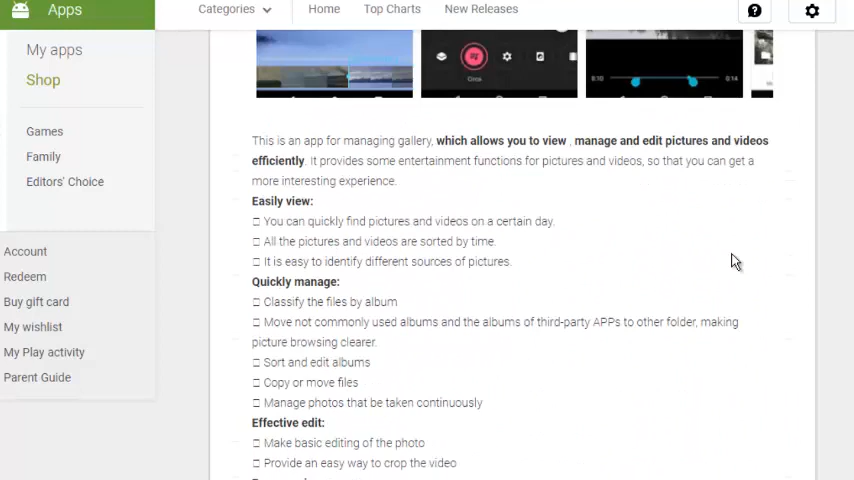 Apps
Categories
Home
Top Charts
New Releases
My apps
Shop
Games
Family
Editors' Choice
Account
Redeem
Buy gift card
My wishlist
My Play activity
Parent Guide
Circa
0:10
0:14
This is an app for managing gallery, which allows you to view , manage and edit pictures and videos
efficiently. It provides some entertainment functions for pictures and videos, so that you can get a
more interesting experience.
Easily view:
□ You can quickly find pictures and videos on a certain day.
□ All the pictures and videos are sorted by time.
□ It is easy to identify different sources of pictures.
Quickly manage:
□ Classify the files by album
□ Move not commonly used albums and the albums of third-party APPs to other folder, making
picture browsing clearer.
□ Sort and edit albums
□ Copy or move files
□ Manage photos that be taken continuously
Effective edit:
□ Make basic editing of the photo
□ Provide an easy way to crop the video